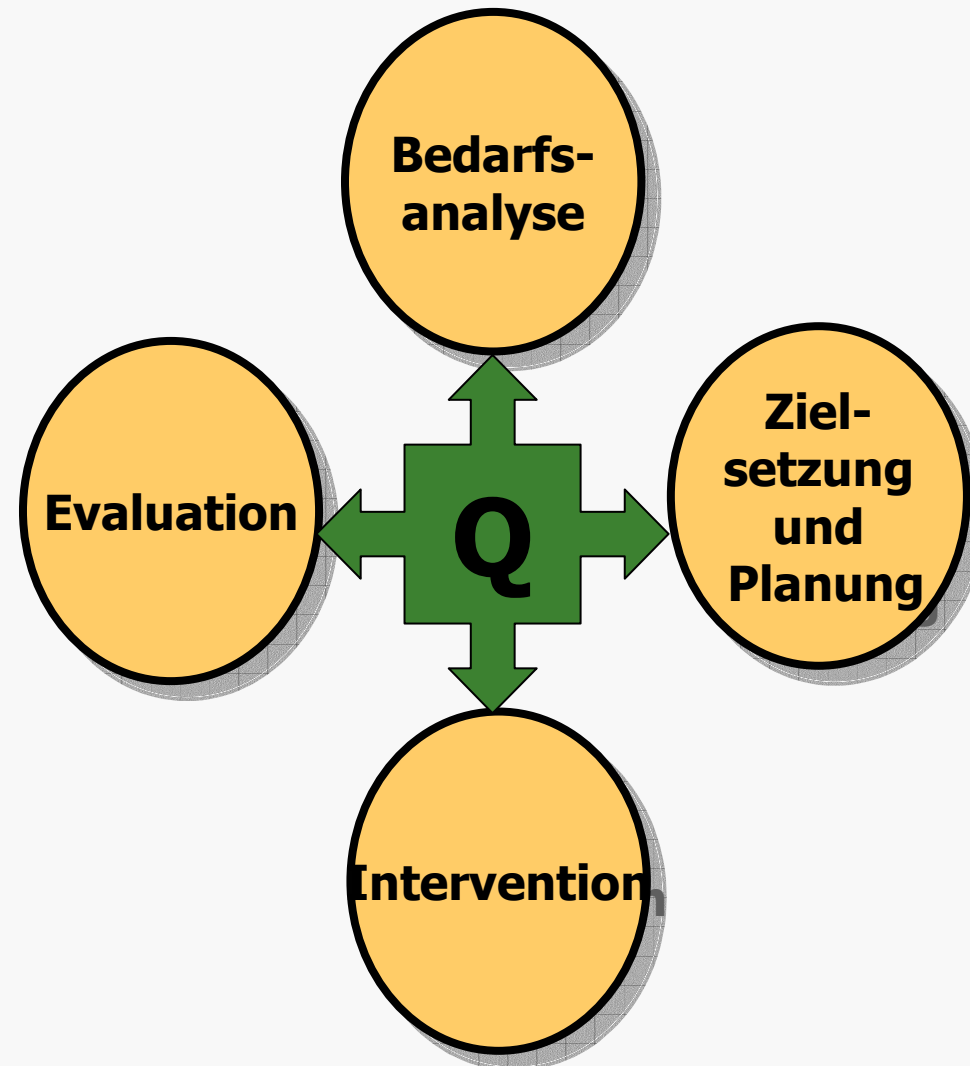 Bedarfs-
analyse
Evaluation
Q
Ziel-
setzung
und
Planung
Intervention